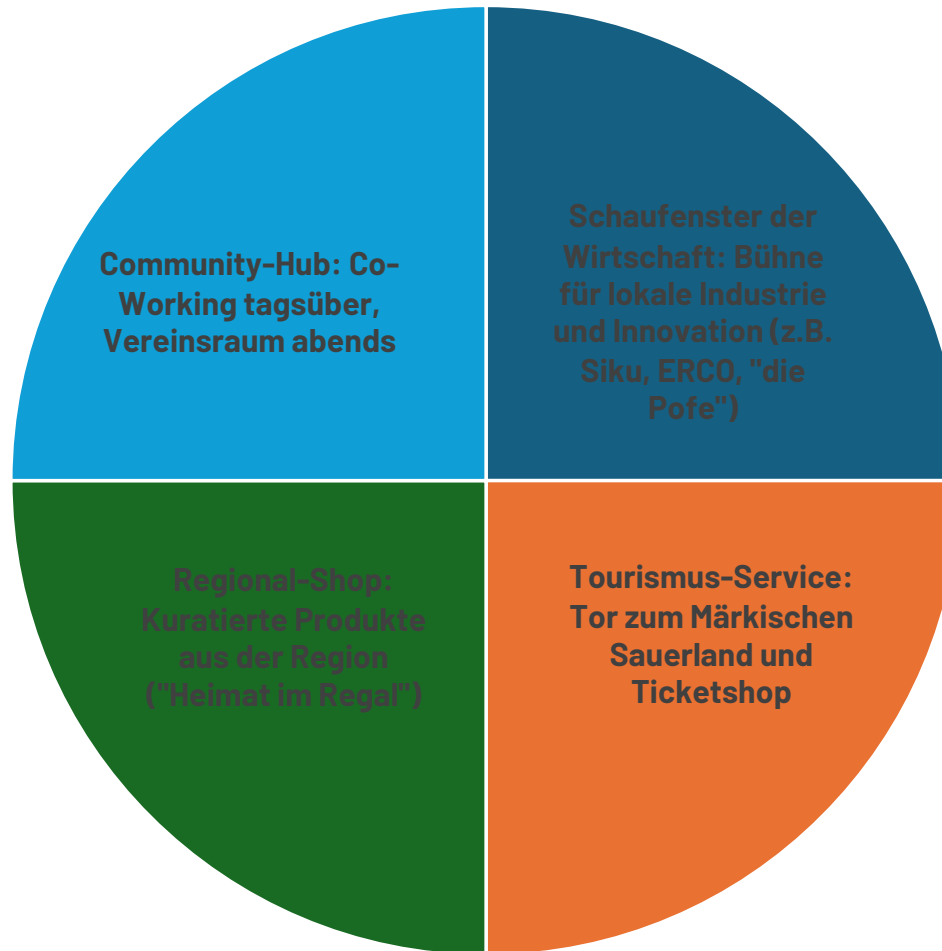 Community-Hub: Co-
Working tagsüber,
Vereinsraum abends
Schaufenster der
Wirtschaft: Bühne
für lokale Industrie
und Innovation (z.B.
Siku, ERCO, "die
Pofe")
Regional-Shop:
Kuratierte Produkte
aus der Region
("Heimat im Regal")
Tourismus-Service:
Tor zum Märkischen
Sauerland und
Ticketshop